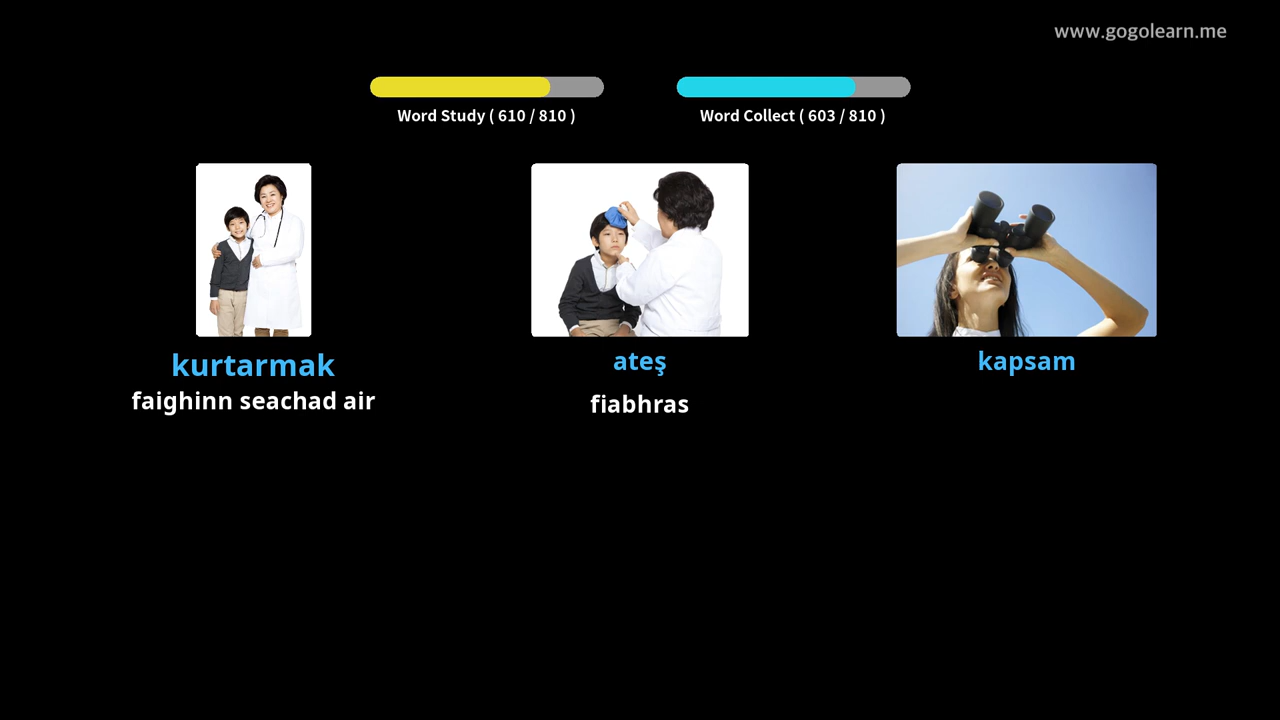 www.gogolearn.me
Word Study ( 610 / 810 )
Word Collect ( 603 / 810 )
kurtarmak
faighinn seachad air
ateş
fiabhras
kapsam